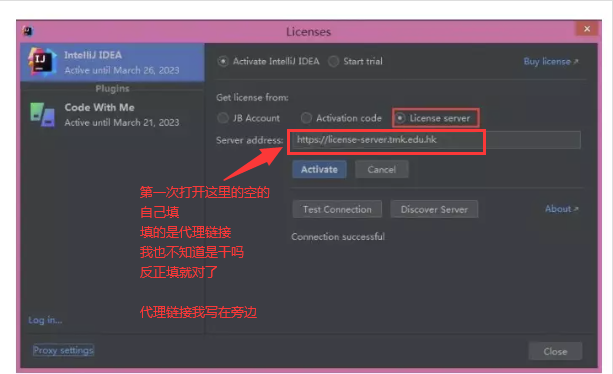 Licenses
IntelliJ IDEA
Active until March 26, 2023
Plugins
Code With Me
Active until March 21, 2023
Activate IntelliJ IDEA
Start trial
Buy license ↗
Get license from:
JB Account
Activation code
License server
Server address:
https://license-server.tmk.edu.hk
Activate
Cancel
第一次打开这里的空的
自己填
填的是代理链接
我也不知道是干吗
反正填就对了
代理链接我写在旁边
Test Connection
Discover Server
About ↗
Connection successful
Log in...
Proxy settings
Close